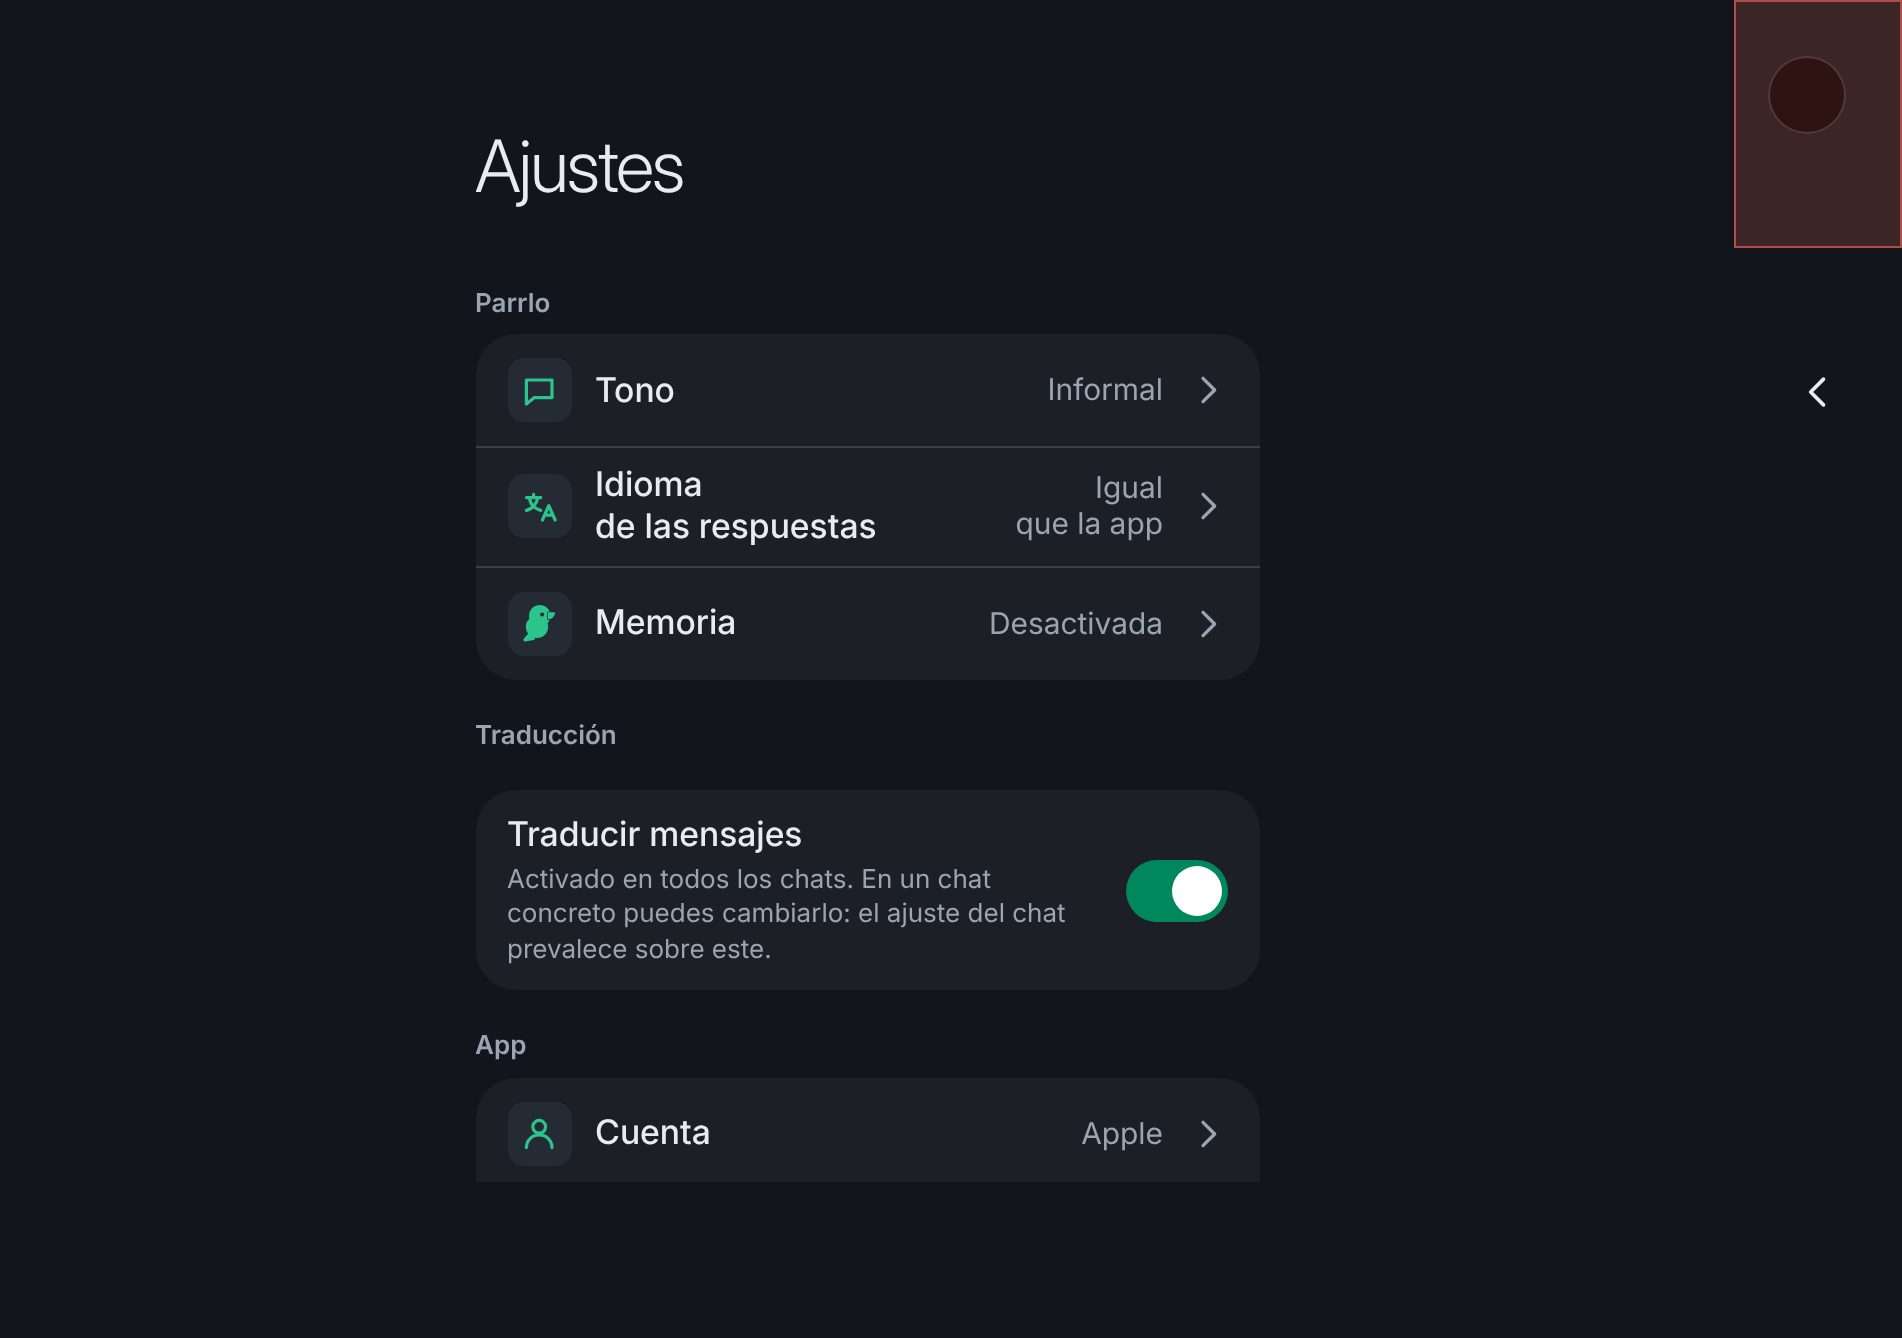 Ajustes
Parrlo
Tono
Informal
Idioma
de las respuestas
Igual
que la app
Memoria
Desactivada
Traducción
Traducir mensajes
Activado en todos los chats. En un chat
concreto puedes cambiarlo: el ajuste del chat
prevalece sobre este.
App
Cuenta
Apple